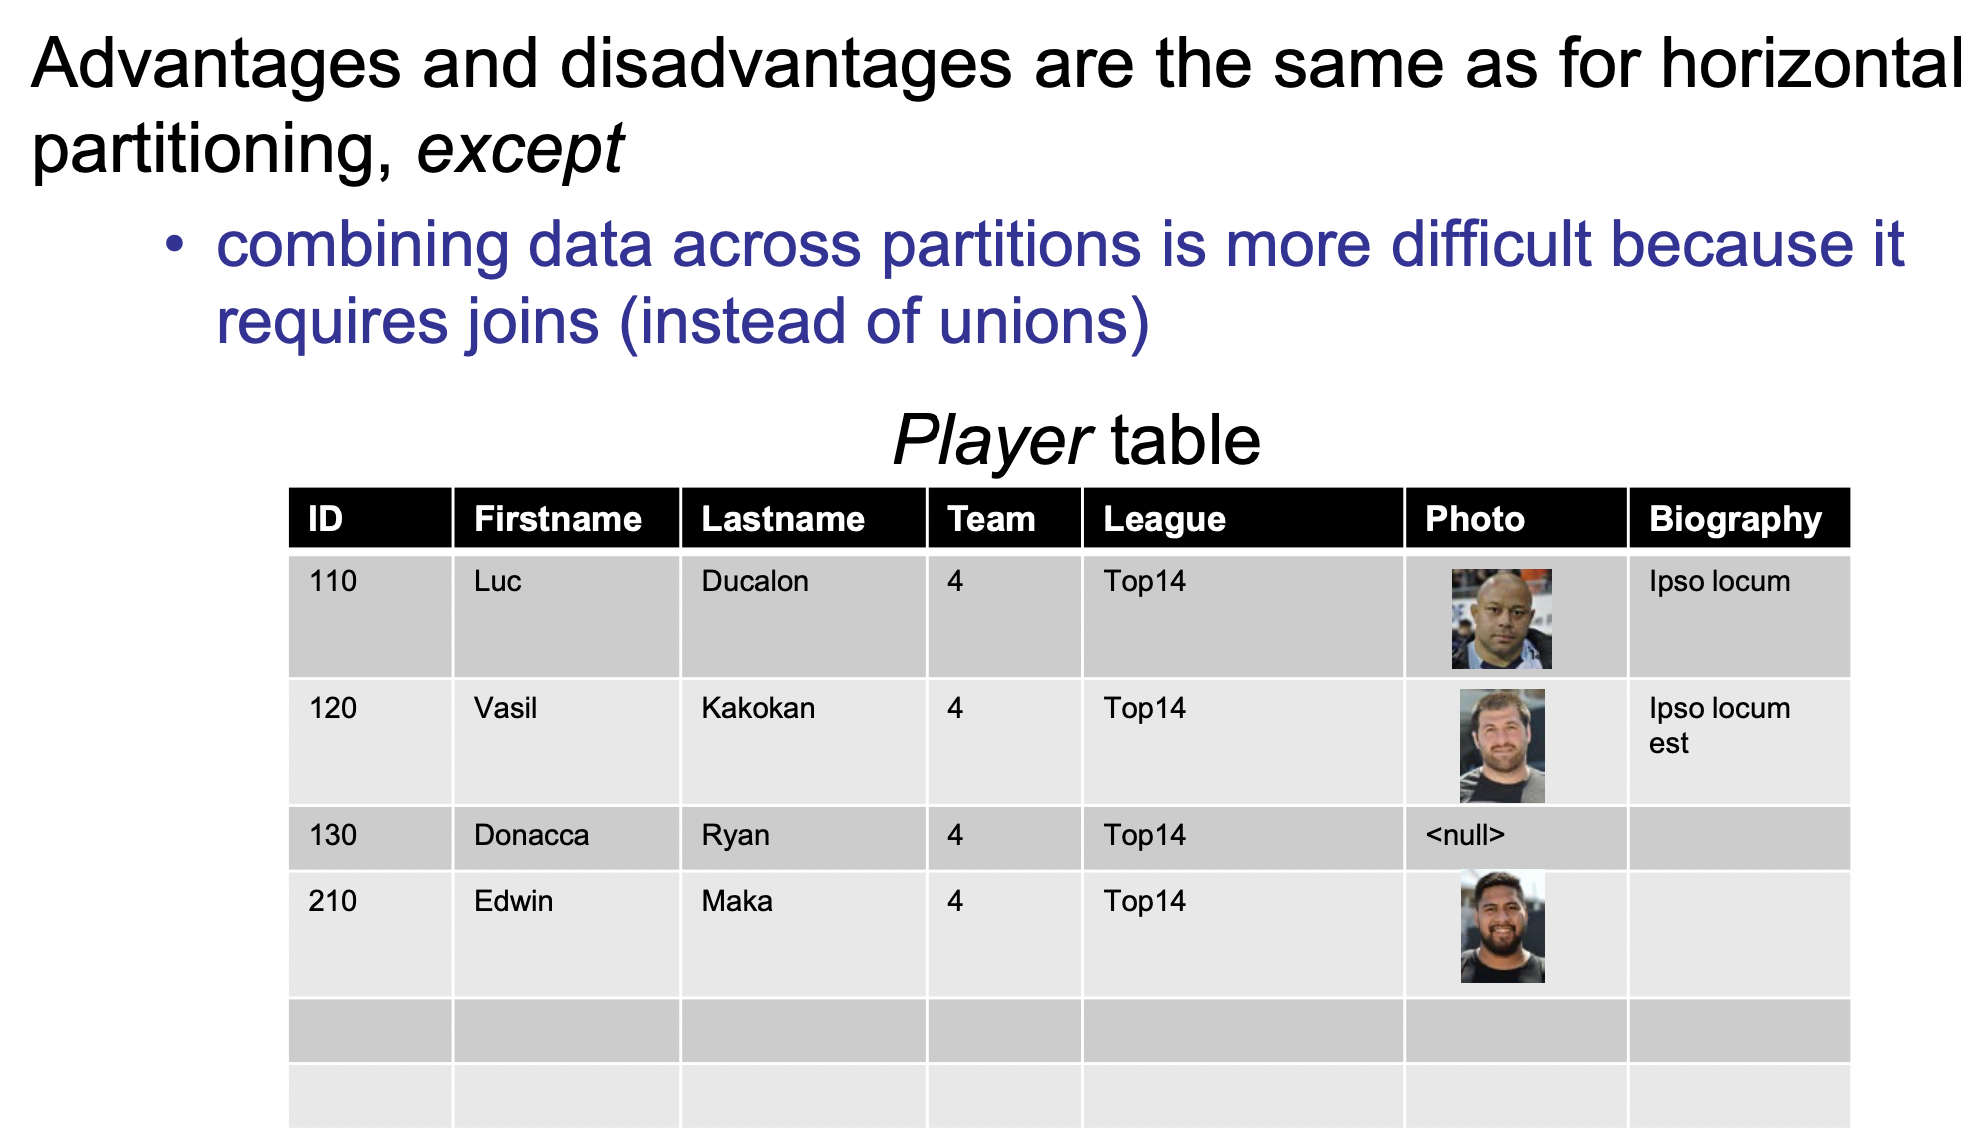 Advantages and disadvantages are the same as for horizontal
partitioning, except
• combining data across partitions is more difficult because it
requires joins (instead of unions)
Player table
ID Firstname Lastname Team League Photo Biography
110 Luc Ducalon 4 Top14 Ipso locum
120 Vasil Kakokan 4 Top14 Ipso locum
est
130 Donacca Ryan 4 Top14 <null>
210 Edwin Maka 4 Top14